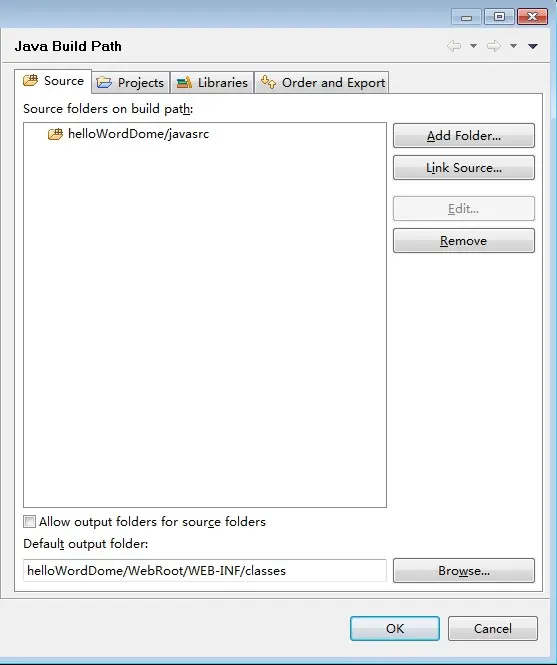 Java Build Path
Source Projects Libraries Order and Export
Source folders on build path:
helloWordDome/javasrc
Add Folder...
Link Source...
Edit...
Remove
Allow output folders for source folders
Default output folder:
helloWordDome/WebRoot/WEB-INF/classes Browse...
OK Cancel